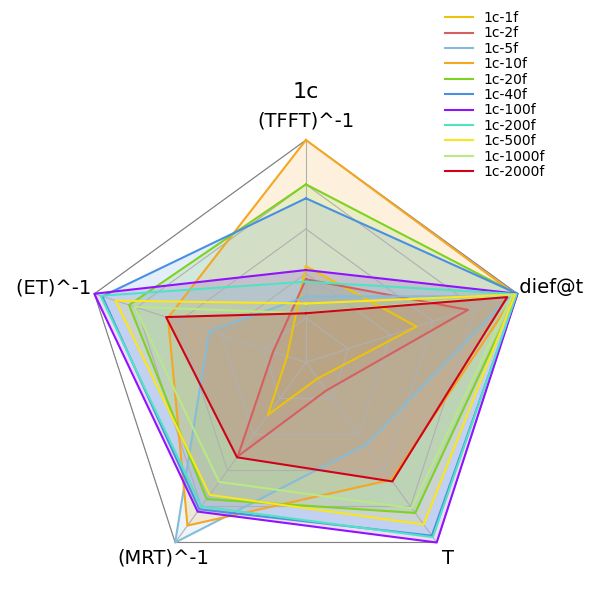 1c-1f
1c-2f
1c-5f
1c-10f
1c-20f
1c-40f
1c-100f
1c-200f
1c-500f
1c-1000f
1c-2000f
1c
(TFFT)^-1
(ET)^-1
dief@t
(MRT)^-1
T